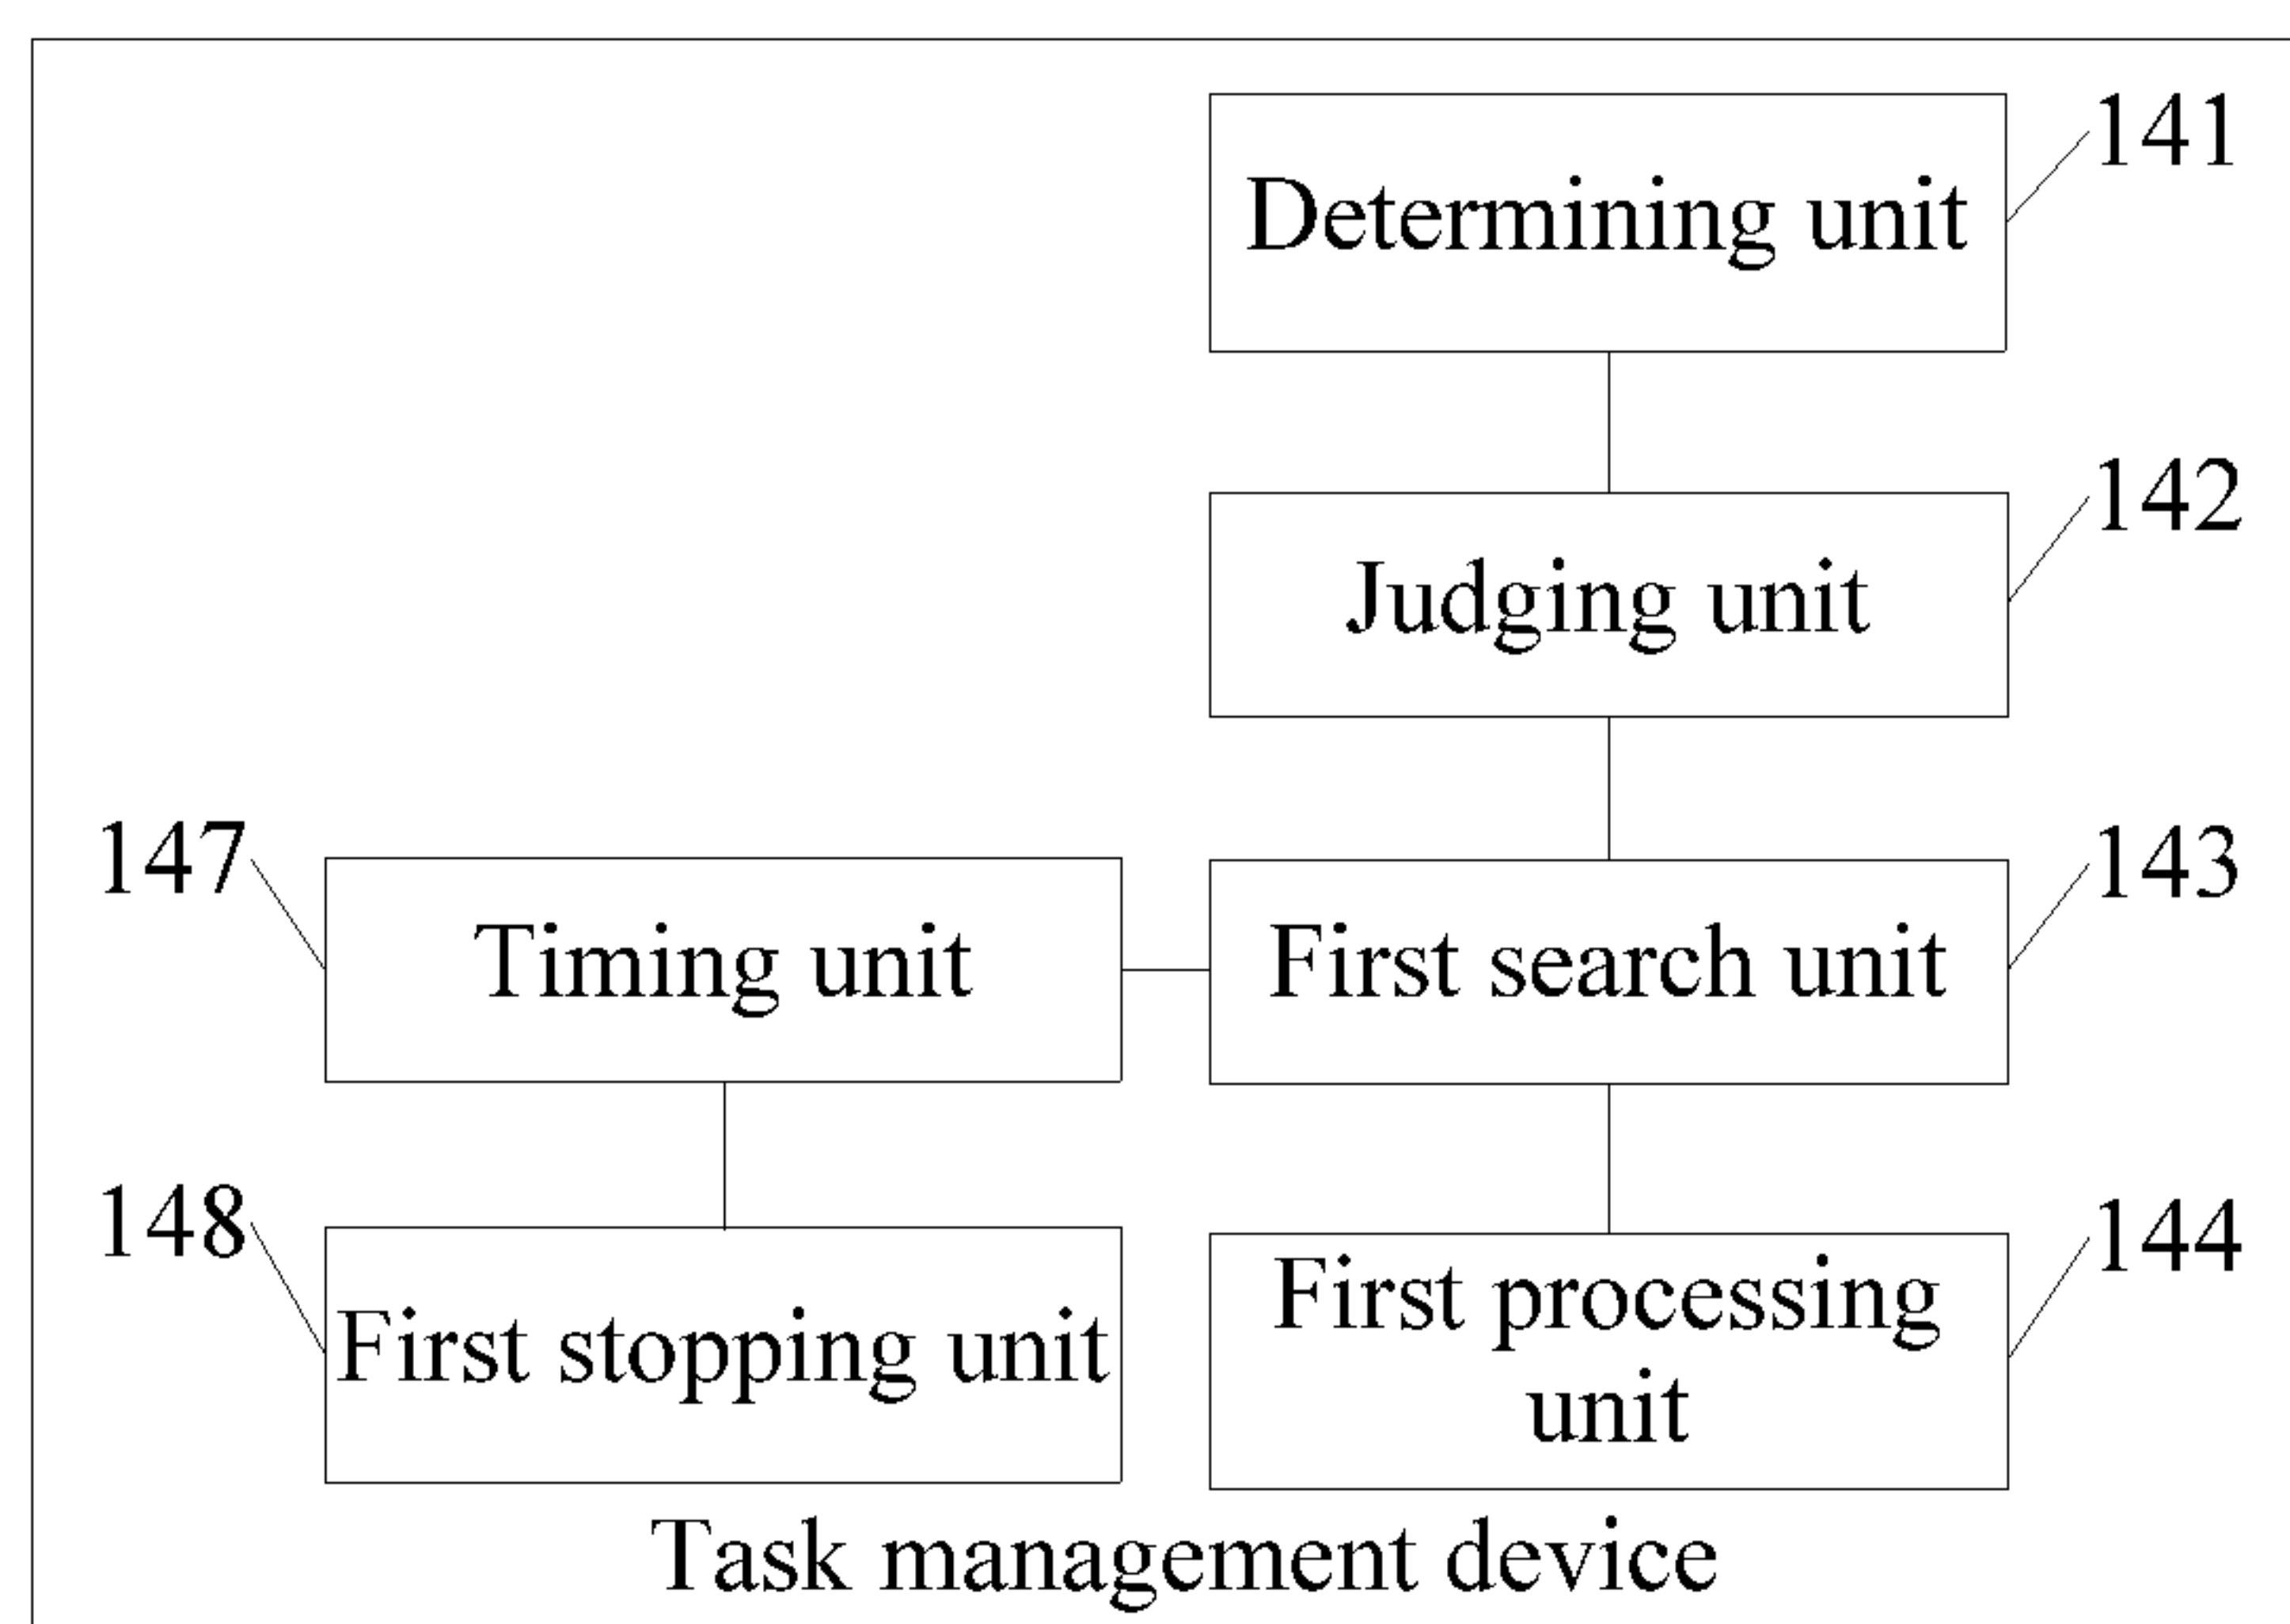 141
Determining unit
142
Judging unit
147
143
Timing unit
First search unit
148
144
First stopping unit
First processing
unit
Task management device